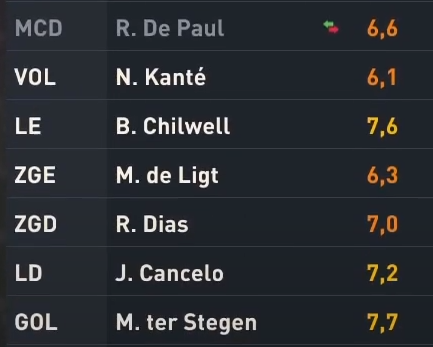 MCD R. De Paul 6,6
VOL N. Kanté 6,1
LE B. Chilwell 7,6
ZGE M. de Ligt 6,3
ZGD R. Dias 7,0
LD J. Cancelo 7,2
GOL M. ter Stegen 7,7